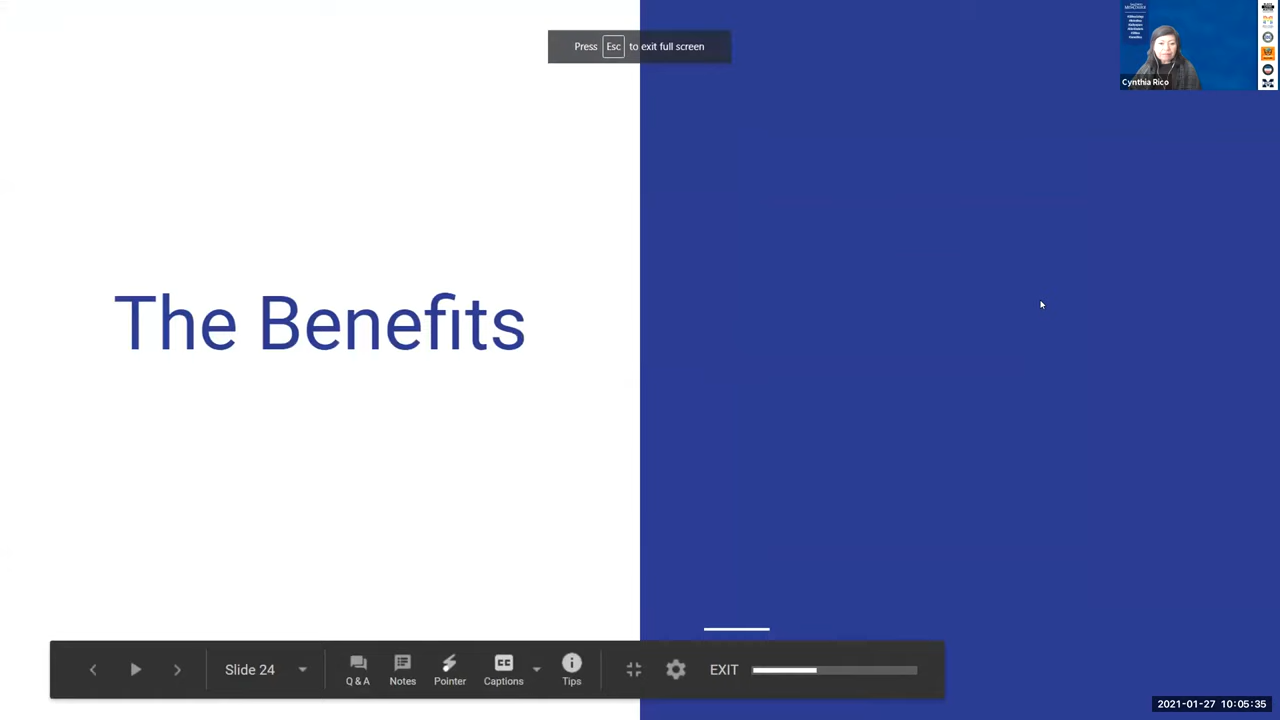 Press Esc to exit full screen
Cynthia Rico
The Benefits
Slide 24
Q & A
Notes
Pointer
CC
Captions
Tips
EXIT
2021-01-27 10:05:35